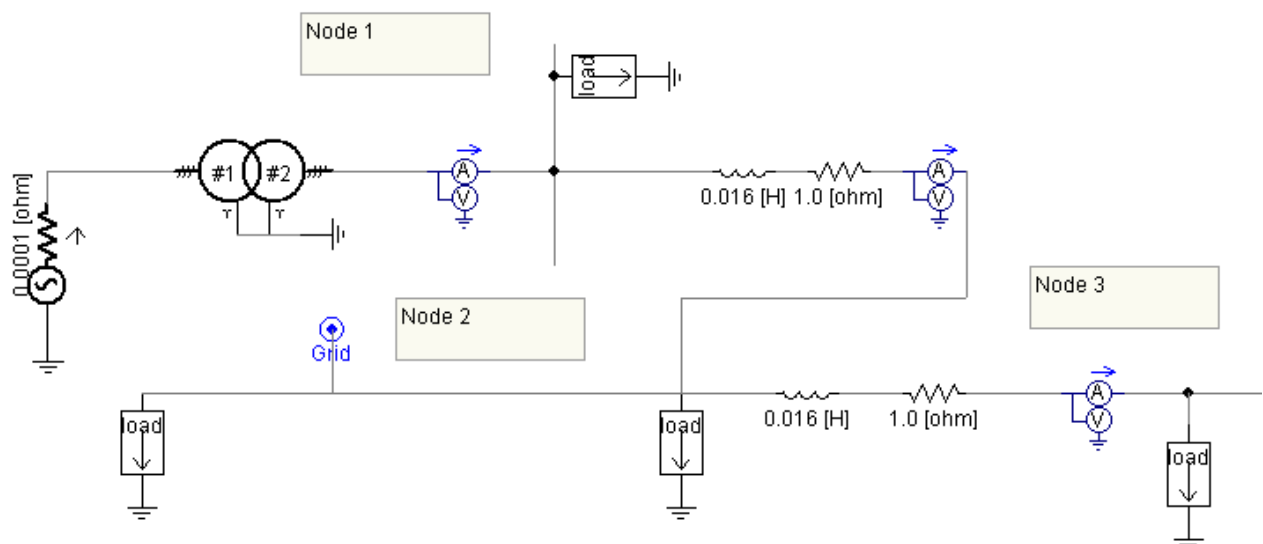 Node 1
load
#1
#2
A
V
0.016 [H]
1.0 [ohm]
A
V
0.0001 [ohm]
Node 2
Node 3
Grid
load
load
0.016 [H]
1.0 [ohm]
A
V
load